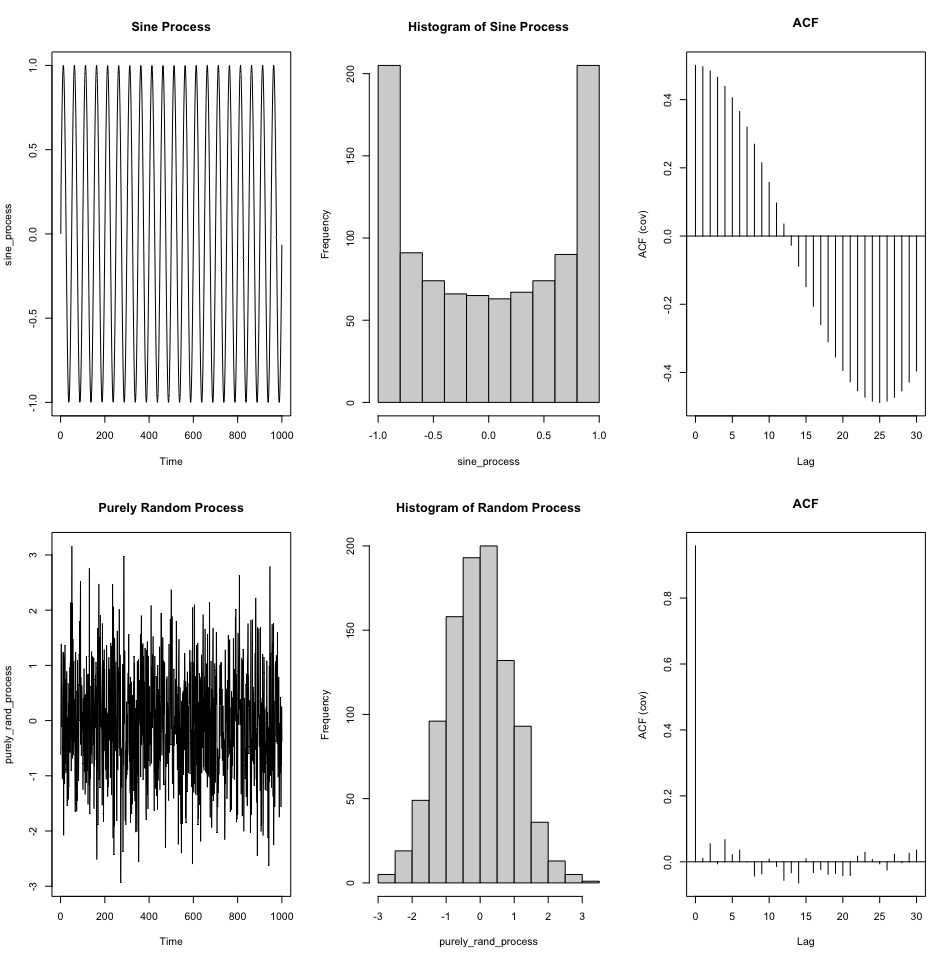 Sine Process
1.0
0.5
0.0
-0.5
-1.0
sine_process
0 200 400 600 800 1000
Time
Histogram of Sine Process
200
150
100
50
0
Frequency
-1.0 -0.5 0.0 0.5 1.0
sine_process
ACF
0.4
0.2
0.0
-0.2
-0.4
ACF (cov)
0 5 10 15 20 25 30
Lag
Purely Random Process
3
2
1
0
-1
-2
-3
purely_rand_process
0 200 400 600 800 1000
Time
Histogram of Random Process
200
150
100
50
0
Frequency
-3 -2 -1 0 1 2 3
purely_rand_process
ACF
0.8
0.6
0.4
0.2
0.0
ACF (cov)
0 5 10 15 20 25 30
Lag